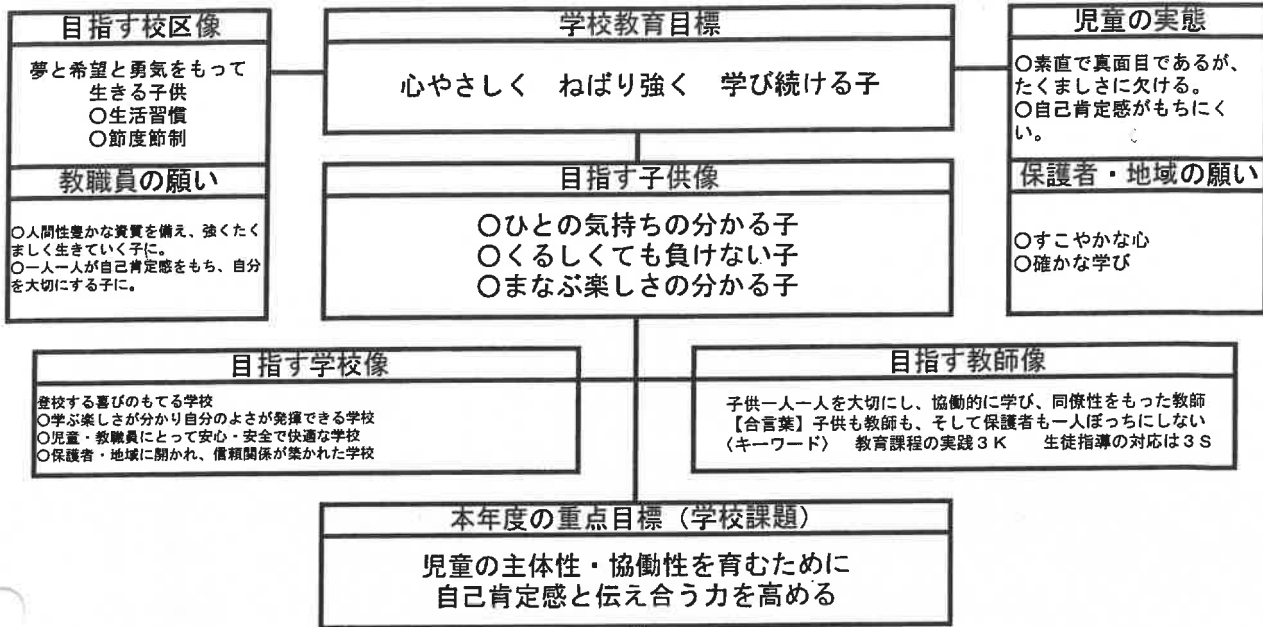 目指す校区像
夢と希望と勇気をもって
生きる子供
○生活習慣
○節度節制
教職員の願い
○人間性豊かな資質を備え、強くたく
ましく生きていく子に。
○一人一人が自己肯定感をもち、自分
を大切にする子に。
学校教育目標
心やさしく　ねばり強く　学び続ける子
目指す子供像
○ひとの気持ちの分かる子
○くるしくても負けない子
○まなぶ楽しさの分かる子
児童の実態
○素直で真面目であるが、
たくましさに欠ける。
○自己肯定感がもちにく
い。
保護者・地域の願い
○すこやかな心
○確かな学び
目指す学校像
登校する喜びのもてる学校
○学ぶ楽しさが分かり自分のよさが発揮できる学校
○児童・教職員にとって安心・安全で快適な学校
○保護者・地域に開かれ、信頼関係が築かれた学校
目指す教師像
子供一人一人を大切にし、協働的に学び、同僚性をもった教師
【合言葉】子供も教師も、そして保護者も一人ぼっちにしない
〈キーワード〉　教育課程の実践３Ｋ　　生徒指導の対応は３Ｓ
本年度の重点目標（学校課題）
児童の主体性・協働性を育むために
自己肯定感と伝え合う力を高める